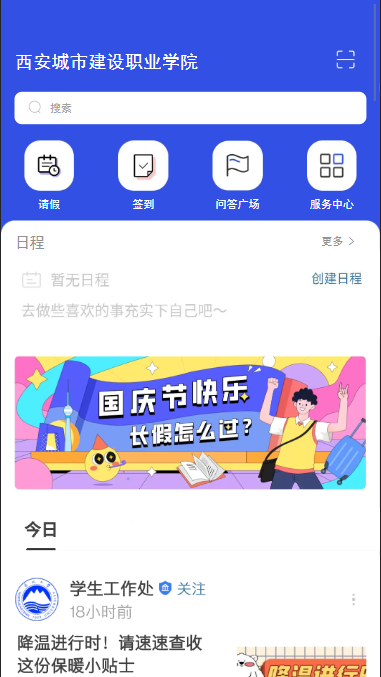 西安城市建设职业学院
搜索
请假
签到
问答广场
服务中心
日程
更多
暂无日程
创建日程
去做些喜欢的事充实下自己吧～
国庆节快乐
长假怎么过?
今日
学生工作处
关注
18小时前
降温进行时！请速速查收
这份保暖小贴士
降温进行时